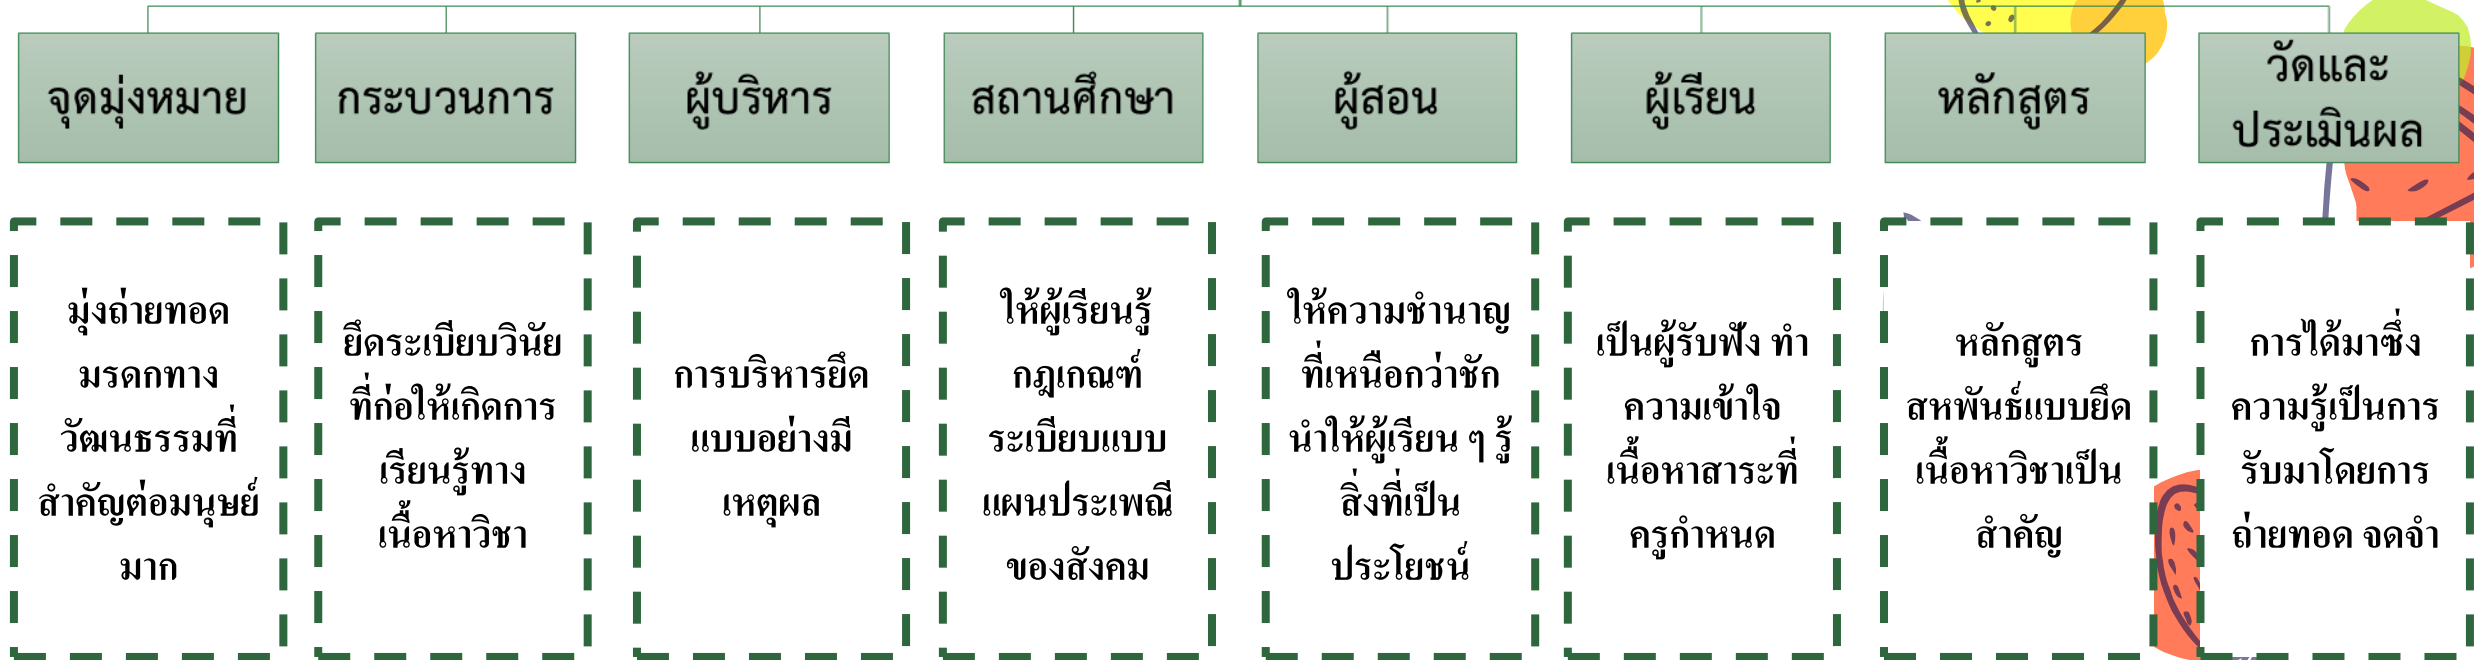 จุดมุ่งหมาย
กระบวนการ
ผู้บริหาร
สถานศึกษา
ผู้สอน
ผู้เรียน
หลักสูตร
วัดและ
ประเมินผล
มุ่งถ่ายทอด
มรดกทาง
วัฒนธรรมที่
สำคัญต่อมนุษย์
มาก
ยึดระเบียบวินัย
ที่ก่อให้เกิดการ
เรียนรู้ทาง
เนื้อหาวิชา
การบริหารยึด
แบบอย่างมี
เหตุผล
ให้ผู้เรียนรู้
กฎเกณฑ์
ระเบียบแบบ
แผนประเพณี
ของสังคม
ให้ความชำนาญ
ที่เหนือกว่าชัก
นำให้ผู้เรียน ๆ รู้
สิ่งที่เป็น
ประโยชน์
เป็นผู้รับฟัง ทำ
ความเข้าใจ
เนื้อหาสาระที่
ครูกำหนด
หลักสูตร
สหพันธ์แบบยึด
เนื้อหาวิชาเป็น
สำคัญ
การได้มาซึ่ง
ความรู้เป็นการ
รับมาโดยการ
ถ่ายทอด จดจำ